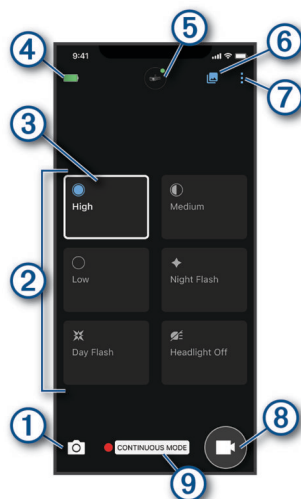 5
6
4
9:41
7
3
High
Medium
2
Low
Night Flash
Day Flash
Headlight Off
1
CONTINUOUS MODE
8
9